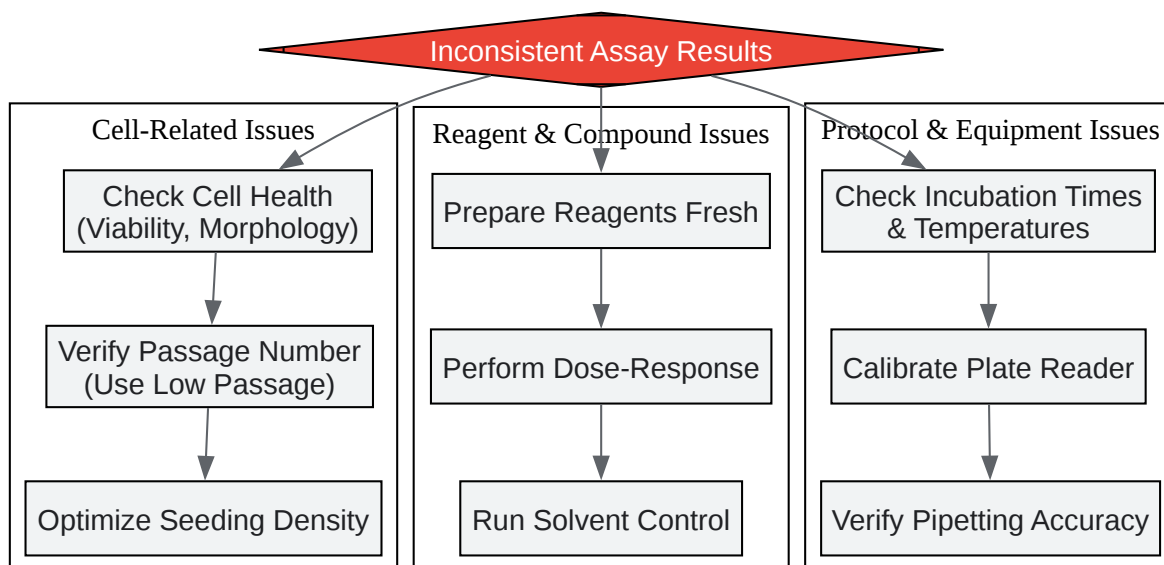 Inconsistent Assay Results
Cell-Related Issues
Check Cell Health
(Viability, Morphology)
Verify Passage Number
(Use Low Passage)
Optimize Seeding Density
Reagent & Compound Issues
Prepare Reagents Fresh
Perform Dose-Response
Run Solvent Control
Protocol & Equipment Issues
Check Incubation Times
& Temperatures
Calibrate Plate Reader
Verify Pipetting Accuracy